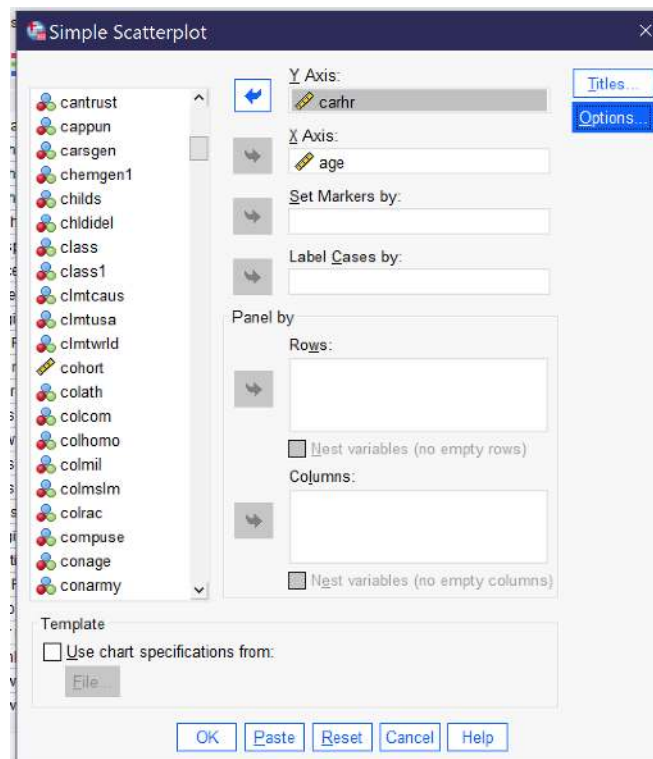 Simple Scatterplot
cantrust
cappun
carsgen
chemgen1
childs
chldidel
class
class1
clmtcaus
clmtusa
clmtwrld
cohort
colath
colcom
colhomo
colmil
colmslm
colrac
compuse
conage
conarmy
Y Axis:
carhr
X Axis:
age
Set Markers by:
Label Cases by:
Panel by
Rows:
Nest variables (no empty rows)
Columns:
Nest variables (no empty columns)
Titles...
Options...
Template
Use chart specifications from:
File...
OK Paste Reset Cancel Help